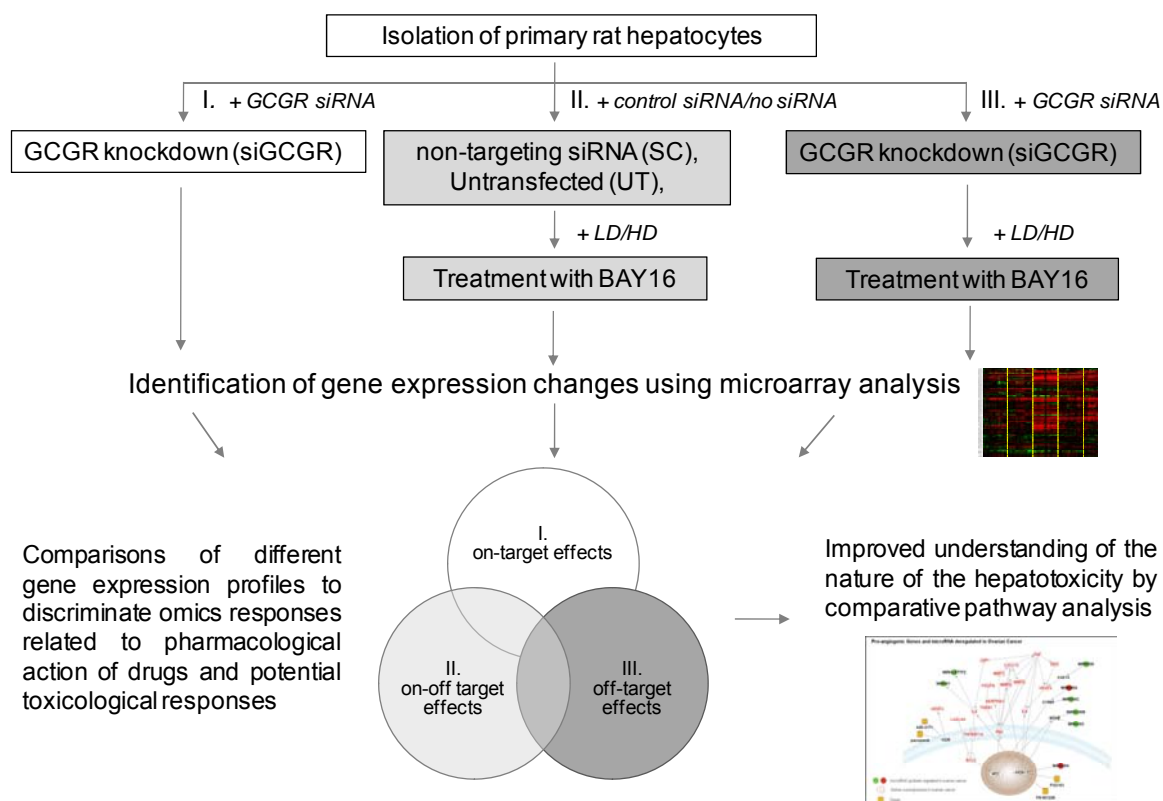 Isolation of primary rat hepatocytes
I. + GCGR siRNA
II. + control siRNA/no siRNA
III. + GCGR siRNA
GCGR knockdown (siGCGR)
non-targeting siRNA (SC),
Untransfected (UT),
GCGR knockdown (siGCGR)
+ LD/HD
+ LD/HD
Treatment with BAY16
Treatment with BAY16
Identification of gene expression changes using microarray analysis
I.
on-target effects
II.
on-off target
effects
III.
off-target
effects
Comparisons of different
gene expression profiles to
discriminate omics responses
related to pharmacological
action of drugs and potential
toxicological responses
Improved understanding of the
nature of the hepatotoxicity by
comparative pathway analysis
Pro-angiogenic Genes and microRNA deregulated in Ovarian Cancer